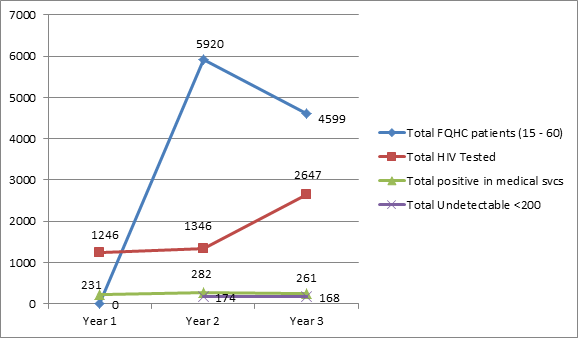 7000
6000
5000
4000
3000
2000
1000
0
5920
4599
1246
1346
2647
231
282
261
0
174
168
Year 1
Year 2
Year 3
Total FQHC patients (15 - 60)
Total HIV Tested
Total positive in medical svcs
Total Undetectable <200